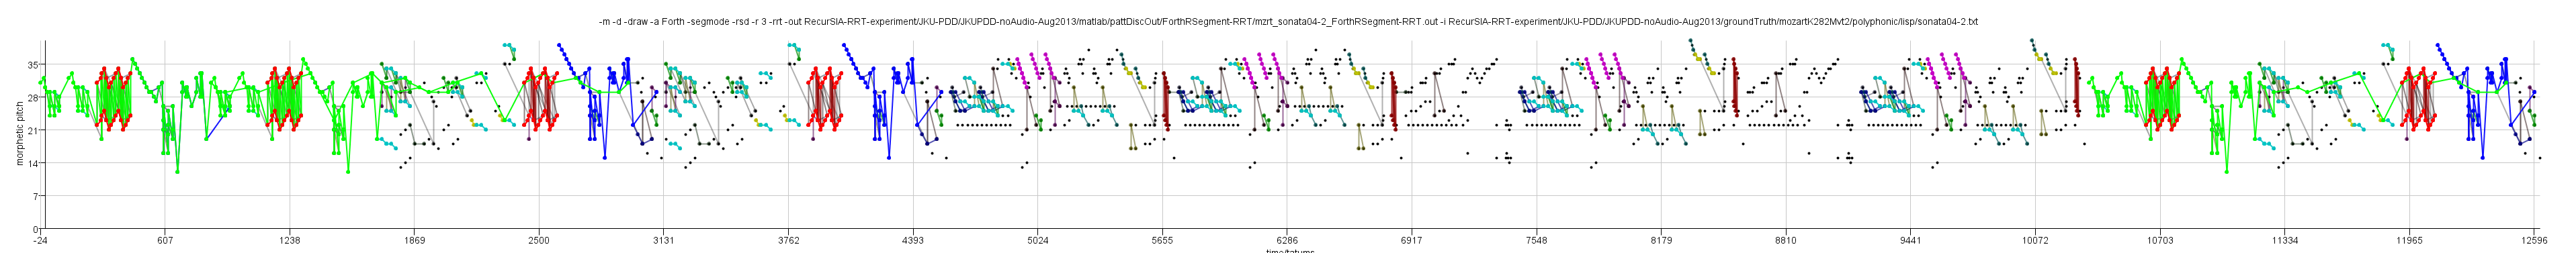 -m -d -draw -a Forth -segmode -rsd -r 3 -rrt -out RecurSIA-RRT-experiment/JKU-PDD/JKUPDD-noAudio-Aug2013/matlab/pattDiscOut/ForthRSegment-RRT/mzrt_sonata04-2_ForthRSegment-RRT.out -i RecurSIA-RRT-experiment/JKU-PDD/JKUPDD-noAudio-Aug2013/groundTruth/mozartK282Mvt2/polyphonic/lisp/sonata04-2.txt
morphetic pitch
35
28
21
14
7
0
-24 607 1238 1869 2500 3131 3762 4393 5024 5655 6286 6917 7548 8179 8810 9441 10072 10703 11334 11965 12596
time/tatums